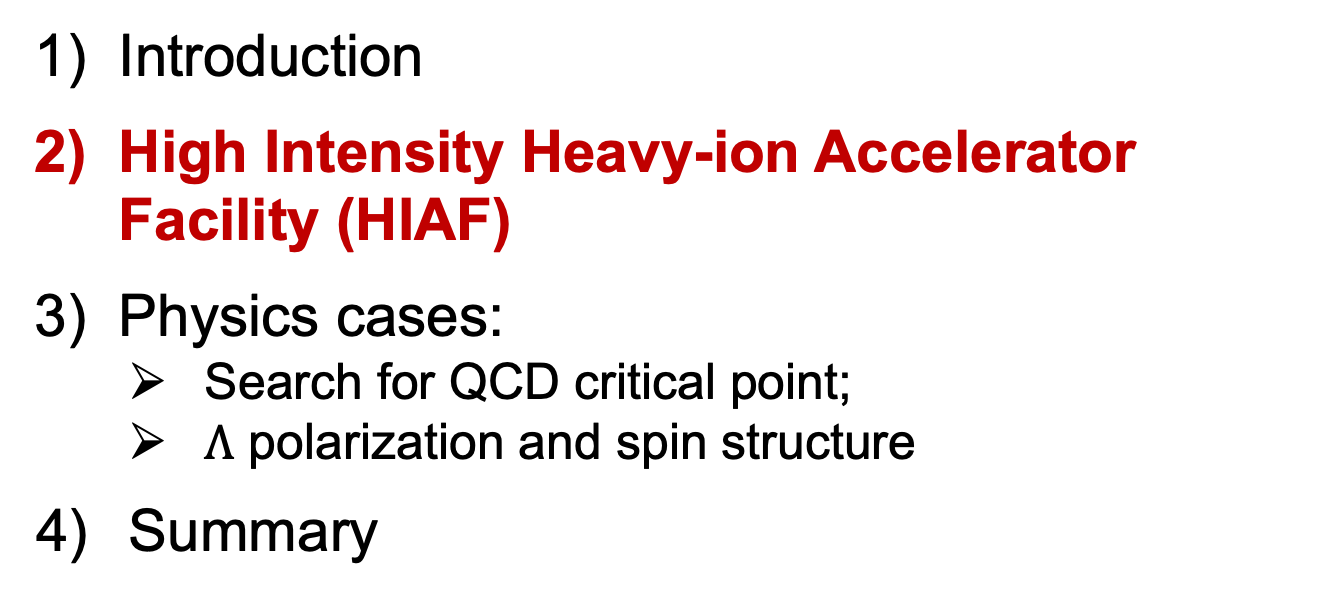 1) Introduction
2) High Intensity Heavy-ion Accelerator
Facility (HIAF)
3) Physics cases:
➢ Search for QCD critical point;
➢ Λ polarization and spin structure
4) Summary